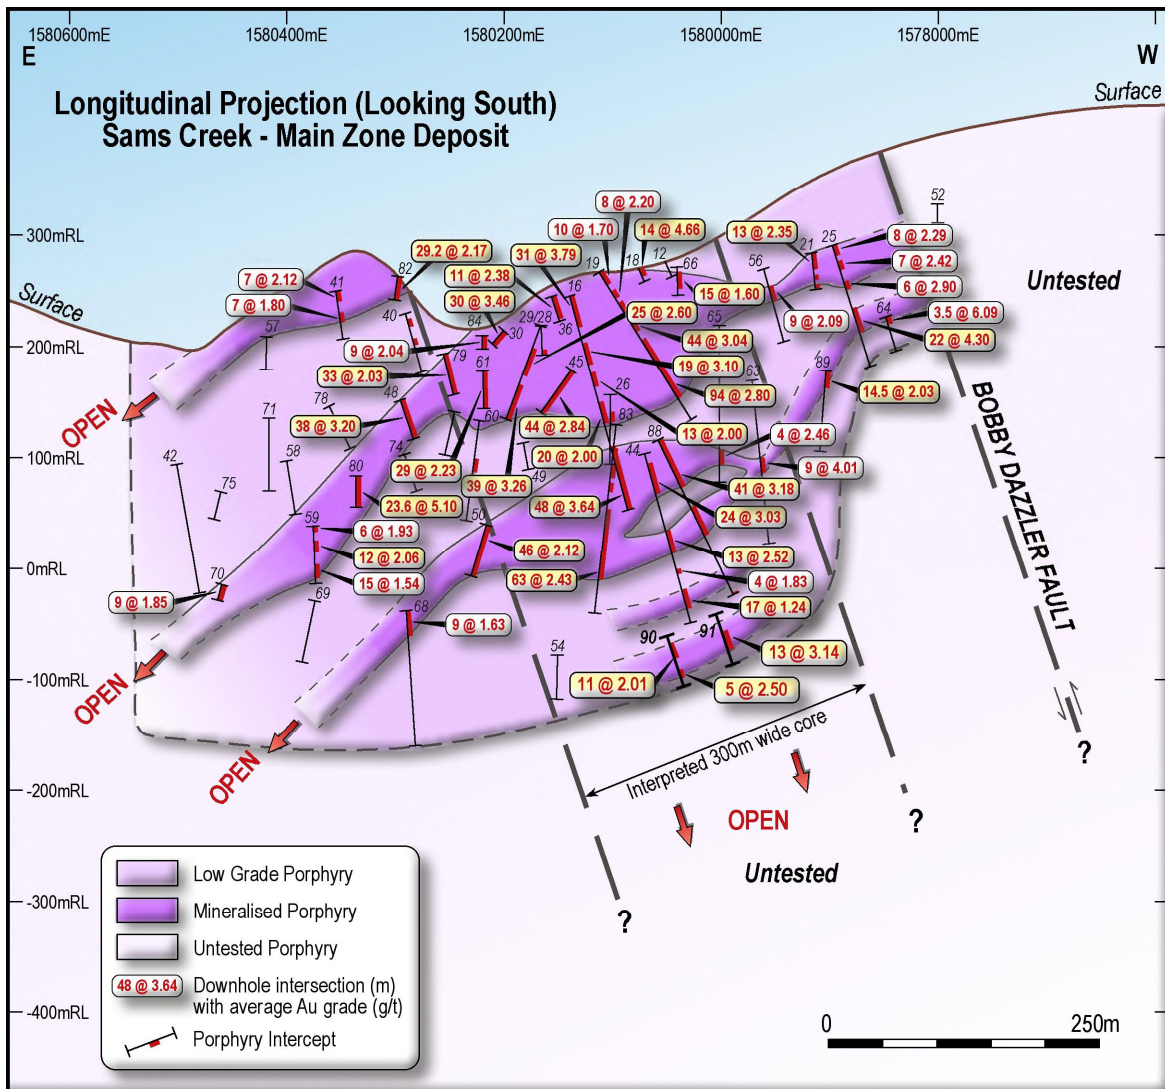 1580600mE
1580400mE
1580200mE
1580000mE
1578000mE
E
W
Surface
Longitudinal Projection (Looking South)
Sams Creek - Main Zone Deposit
300mRL
200mRL
100mRL
0mRL
-100mRL
-200mRL
-300mRL
-400mRL
Surface
8 @ 2.20
10 @ 1.70
14 @ 4.66
13 @ 2.35
52
29.2 @ 2.17
31 @ 3.79
11 @ 2.38
30 @ 3.46
7 @ 2.12
7 @ 1.80
41
82
40
57
19
18
12
66
56
21
25
8 @ 2.29
7 @ 2.42
6 @ 2.90
3.5 @ 6.09
22 @ 4.30
64
Untested
15 @ 1.60
25 @ 2.60
9 @ 2.09
16
36
29/28
30
84
9 @ 2.04
33 @ 2.03
79
61
45
65
44 @ 3.04
19 @ 3.10
94 @ 2.80
63
89
14.5 @ 2.03
OPEN
48
78
71
38 @ 3.20
74
60
26
83
88
44
13 @ 2.00
4 @ 2.46
9 @ 4.01
44 @ 2.84
20 @ 2.00
29 @ 2.23
39 @ 3.26
49
42
75
58
80
23.6 @ 5.10
48 @ 3.64
41 @ 3.18
24 @ 3.03
59
6 @ 1.93
12 @ 2.06
15 @ 1.54
50
46 @ 2.12
63 @ 2.43
13 @ 2.52
4 @ 1.83
17 @ 1.24
70
9 @ 1.85
69
68
9 @ 1.63
54
90
91
13 @ 3.14
11 @ 2.01
5 @ 2.50
BOBBY DAZZLER FAULT
OPEN
OPEN
Interpreted 300m wide core
OPEN
Untested
?
?
?
Low Grade Porphyry
Mineralised Porphyry
Untested Porphyry
48 @ 3.64
Downhole intersection (m)
with average Au grade (g/t)
Porphyry Intercept
0
250m